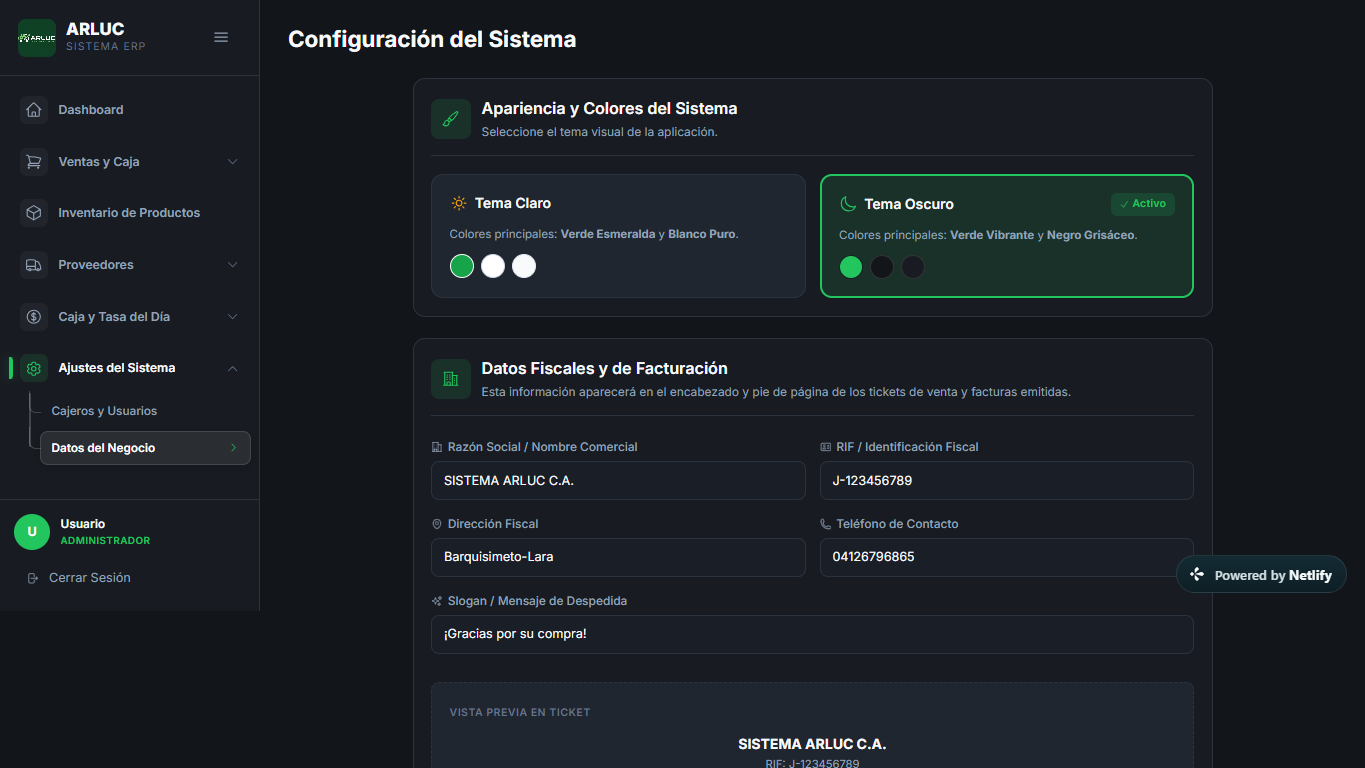 ARLUC
ARLUC
SISTEMA ERP
Dashboard
Ventas y Caja
Inventario de Productos
Proveedores
Caja y Tasa del Día
Ajustes del Sistema
Cajeros y Usuarios
Datos del Negocio
U
Usuario
ADMINISTRADOR
Cerrar Sesión
Configuración del Sistema
Apariencia y Colores del Sistema
Seleccione el tema visual de la aplicación.
Tema Claro
Colores principales: Verde Esmeralda y Blanco Puro.
Tema Oscuro
✓ Activo
Colores principales: Verde Vibrante y Negro Grisáceo.
Datos Fiscales y de Facturación
Esta información aparecerá en el encabezado y pie de página de los tickets de venta y facturas emitidas.
Razón Social / Nombre Comercial
SISTEMA ARLUC C.A.
RIF / Identificación Fiscal
J-123456789
Dirección Fiscal
Barquisimeto-Lara
Teléfono de Contacto
04126796865
Slogan / Mensaje de Despedida
¡Gracias por su compra!
VISTA PREVIA EN TICKET
SISTEMA ARLUC C.A.
RIF: J-123456789
Powered by Netlify